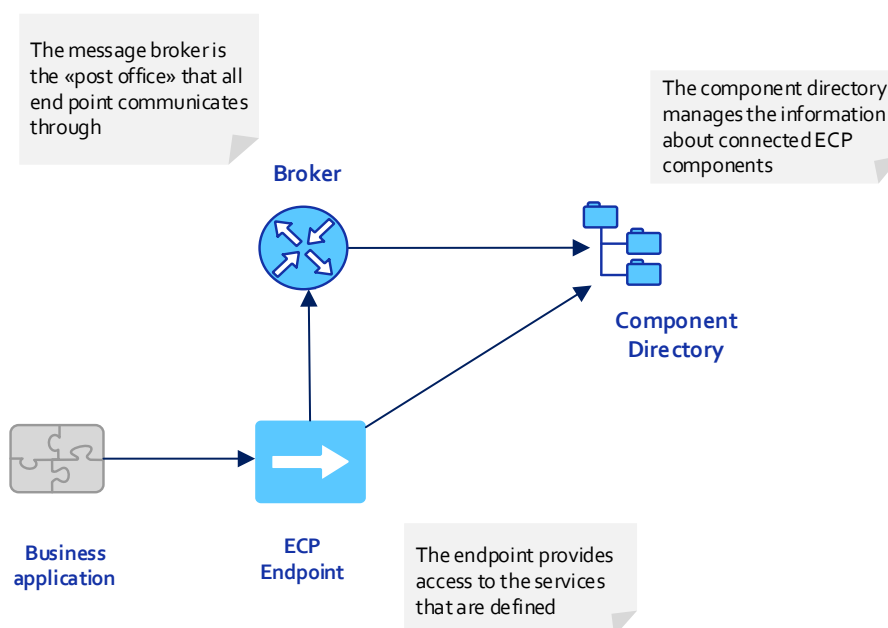 The message broker is
the «post office» that all
end point communicates
through
The component directory
manages the information
about connected ECP
components
Broker
Component
Directory
Business
application
ECP
Endpoint
The endpoint provides
access to the services
that are defined